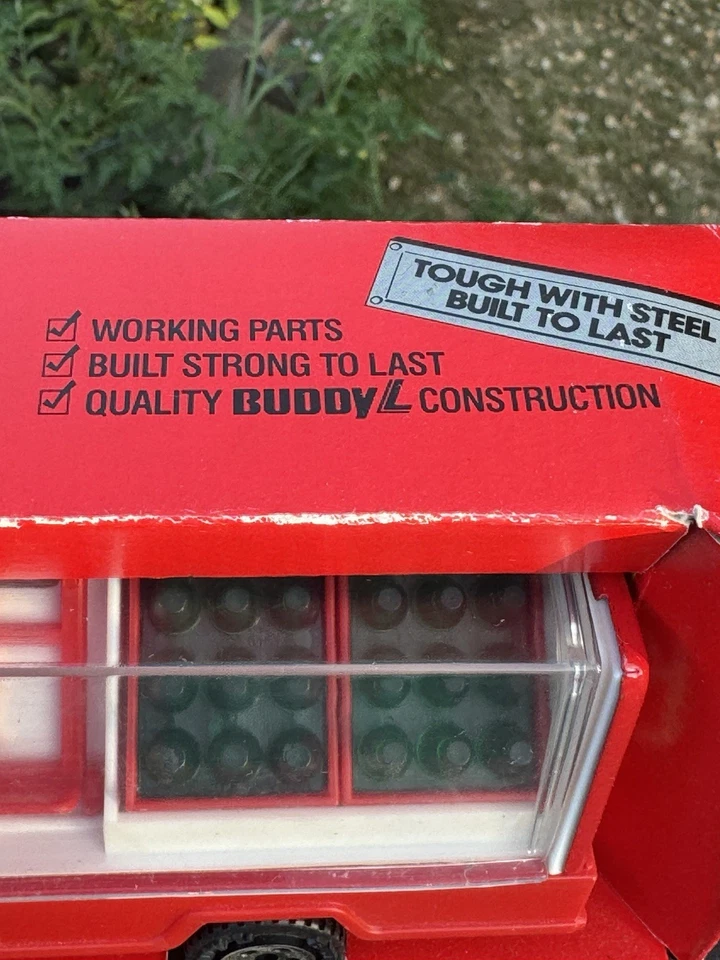 TOUGH WITH STEEL
BUILT TO LAST
WORKING PARTS
BUILT STRONG TO LAST
QUALITY BUDDY L CONSTRUCTION